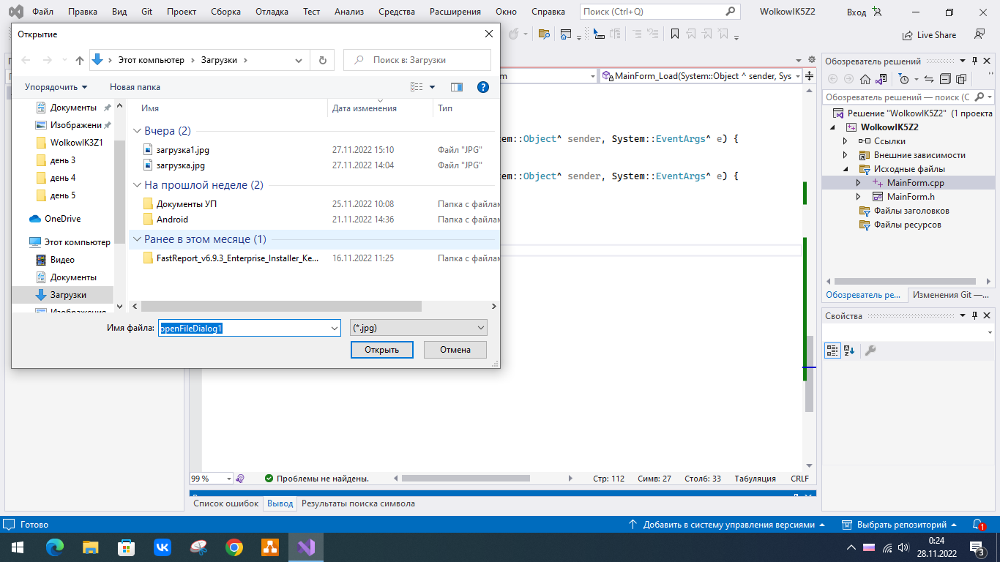 Файл Правка Вид Git Проект Сборка Отладка Тест Анализ Средства Расширения Окно Справка Поиск (Ctrl+Q) WolkowIK5Z2 Вход
Live Share
Открытие
Этот компьютер Загрузки
Поиск в: Загрузки
Упорядочить Новая папка
Документы
Изображени
WolkowIK3Z1
день 3
день 4
день 5
OneDrive
Этот компьютер
Видео
Документы
Загрузки
Изображения
Имя Дата изменения Тип
Вчера (2)
загрузка1.jpg 27.11.2022 15:10 Файл "JPG"
загрузка.jpg 27.11.2022 14:04 Файл "JPG"
На прошлой неделе (2)
Документы УП 25.11.2022 10:08 Папка с файлам
Android 21.11.2022 14:36 Папка с файлам
Ранее в этом месяце (1)
FastReport_v6.9.3_Enterprise_Installer_Ke... 16.11.2022 11:25 Папка с файлам
Имя файла: openFileDialog1 (*.jpg)
Открыть Отмена
MainForm_Load(System::Object ^ sender, Sys
em::Object^ sender, System::EventArgs^ e) {
em::Object^ sender, System::EventArgs^ e) {
99 % Проблемы не найдены. Стр: 112 Симв: 27 Столб: 33 Табуляция CRLF
Список ошибок Вывод Результаты поиска символа
Обозреватель решений
Обозреватель решений — поиск (C
Решение "WolkowIK5Z2" (1 проекта
WolkowIK5Z2
Ссылки
Внешние зависимости
Исходные файлы
MainForm.cpp
MainForm.h
Файлы заголовков
Файлы ресурсов
Обозреватель ре... Изменения Git —...
Свойства
Готово Добавить в систему управления версиями Выбрать репозиторий 1
0:24
28.11.2022
3